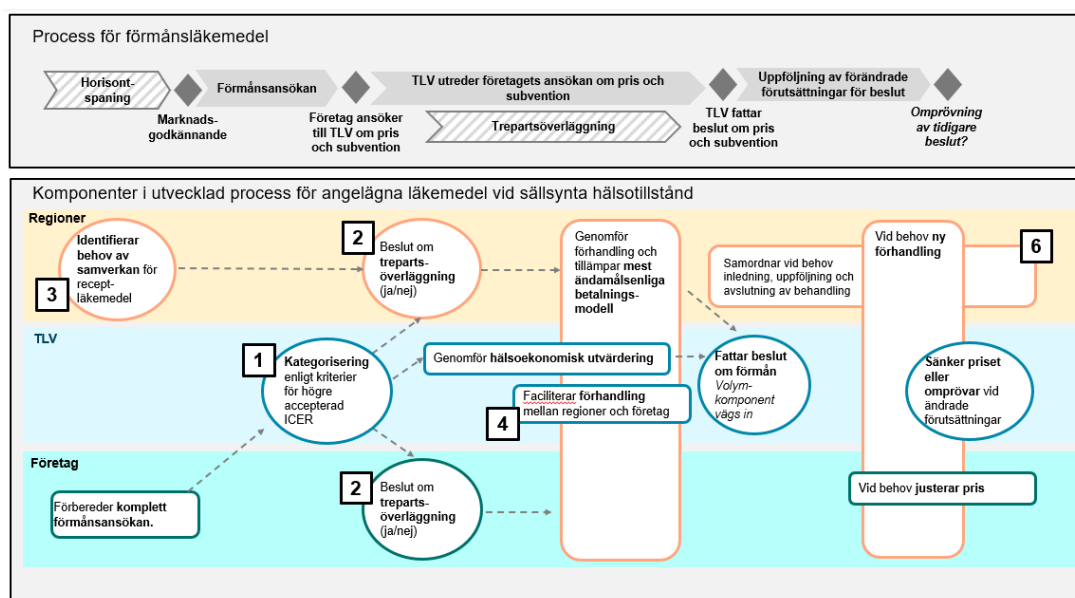 Process för förmånsläkemedel
Horisont-
spaning
Marknads-
godkännande
Förmånsansökan
Företag ansöker
till TLV om pris
och subvention
TLV utreder företagets ansökan om pris och
subvention
Trepartsöverläggning
TLV fattar
beslut om pris
och subvention
Uppföljning av förändrade
förutsättningar för beslut
Omprövning
av tidigare
beslut?
Komponenter i utvecklad process för angelägna läkemedel vid sällsynta hälsotillstånd
Regioner
Identifierar
behov av
samverkan för
recept-
läkemedel
3
2
Beslut om
treparts-
överläggning
(ja/nej)
Genomför
förhandling och
tillämpar mest
ändamålsenliga
betalnings-
modell
Samordnar vid behov
inledning, uppföljning och
avslutning av behandling
Vid behov ny
förhandling
6
TLV
1
Kategorisering
enligt kriterier
för högre
accepterad
ICER
Genomför hälsoekonomisk utvärdering
Faciliterar förhandling
mellan regioner och företag
4
Fattar beslut
om förmån
Volym-
komponent
vägs in
Sänker priset
eller
omprövar vid
ändrade
förutsättningar
Företag
Förbereder komplett
förmånsansökan.
2
Beslut om
treparts-
överläggning
(ja/nej)
Vid behov justerar pris